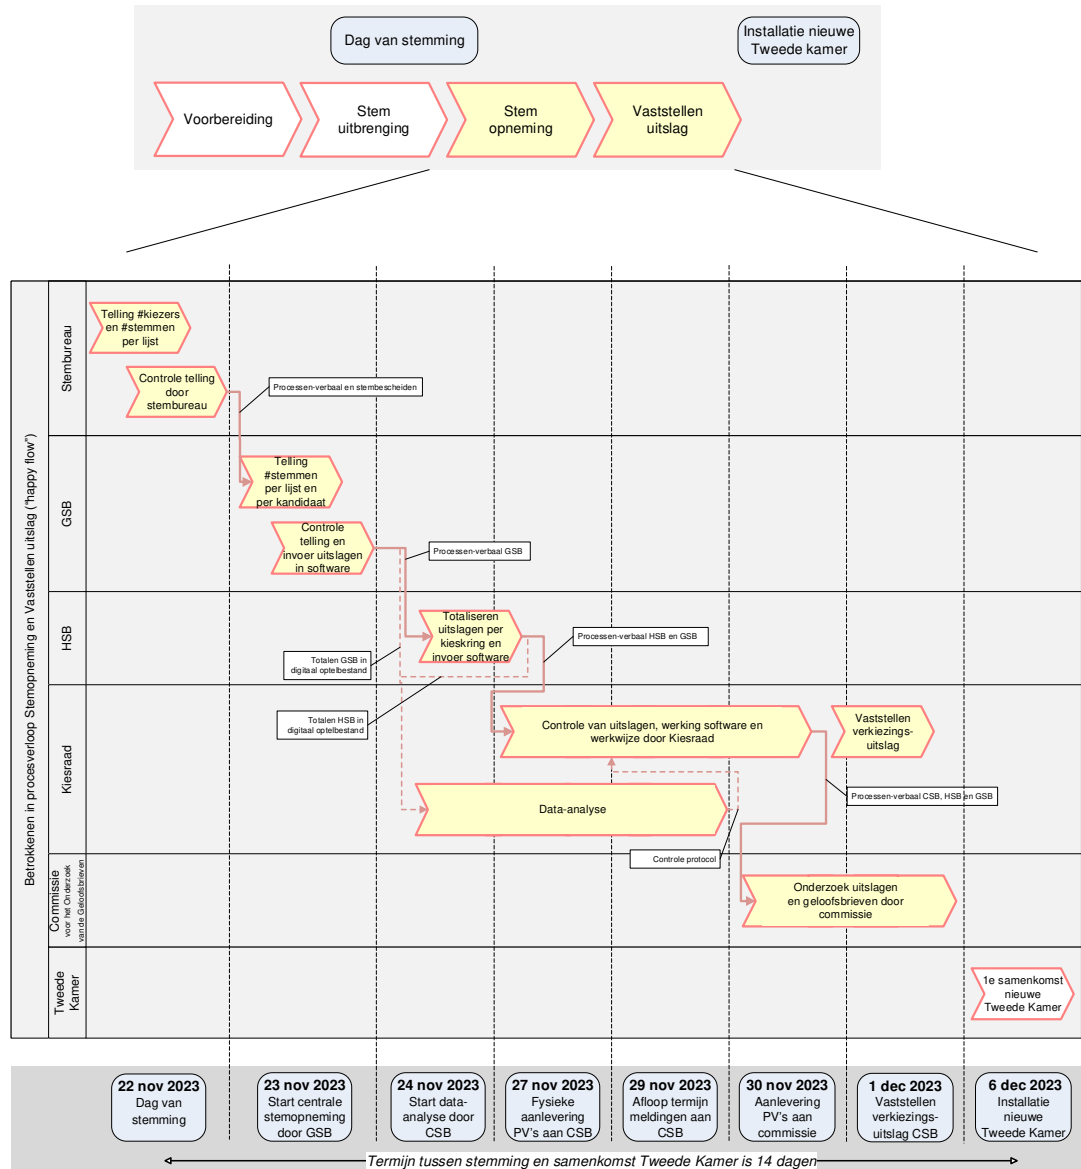 Dag van stemming
Installatie nieuwe
Tweede kamer
Voorbereiding
Stem
uitbrenging
Stem
opneming
Vaststellen
uitslag
Betrokkenen in procesverloop Stemopneming en Vaststellen uitslag ("happy flow")
Stembureau
Telling #kiezers
en #stemmen
per lijst
Controle telling
door
stembureau
Processen-verbaal en stembescheiden
GSB
Telling
#stemmen
per lijst en
per kandidaat
Controle
telling en
invoer uitslagen
in software
Processen-verbaal GSB
HSB
Totaliseren
uitslagen per
kieskring en
invoer software
Processen-verbaal HSB en GSB
Totalen GSB in
digitaal optelbestand
Totalen HSB in
digitaal optelbestand
Kiesraad
Controle van uitslagen, werking software en
werkwijze door Kiesraad
Vaststellen
verkiezings-
uitslag
Data-analyse
Processen-verbaal CSB, HSB en GSB
Controle protocol
Commissie
voor het Onderzoek
van de Geloofsbrieven
Onderzoek uitslagen
en geloofsbrieven door
commissie
Tweede
Kamer
1e samenkomst
nieuwe
Tweede Kamer
22 nov 2023
Dag van
stemming
23 nov 2023
Start centrale
stemopneming
door GSB
24 nov 2023
Start data-
analyse door
CSB
27 nov 2023
Fysieke
aanlevering
PV's aan CSB
29 nov 2023
Afloop termijn
meldingen aan
CSB
30 nov 2023
Aanlevering
PV's aan
commissie
1 dec 2023
Vaststellen
verkiezings-
uitslag CSB
6 dec 2023
Installatie
nieuwe
Tweede Kamer
Termijn tussen stemming en samenkomst Tweede Kamer is 14 dagen